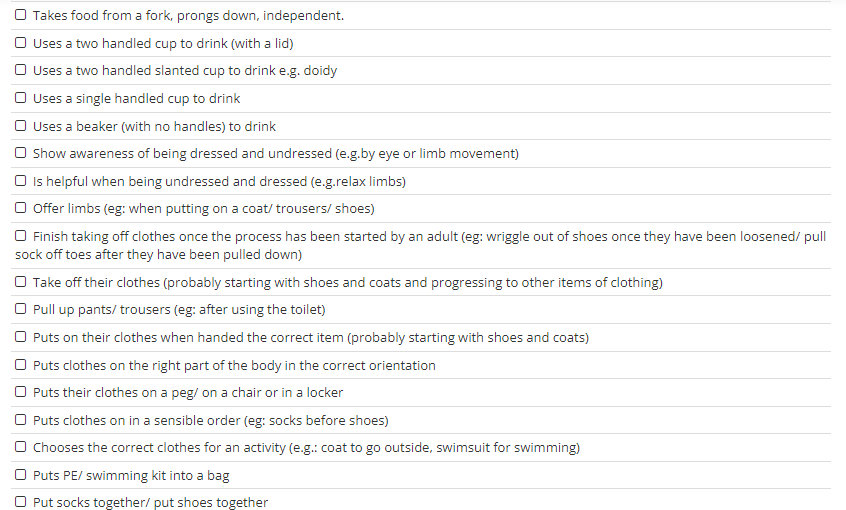 Takes food from a fork, prongs down, independent.
Uses a two handled cup to drink (with a lid)
Uses a two handled slanted cup to drink e.g. doidy
Uses a single handled cup to drink
Uses a beaker (with no handles) to drink
Show awareness of being dressed and undressed (e.g.by eye or limb movement)
Is helpful when being undressed and dressed (e.g.relax limbs)
Offer limbs (eg: when putting on a coat/ trousers/ shoes)
Finish taking off clothes once the process has been started by an adult (eg: wriggle out of shoes once they have been loosened/ pull
sock off toes after they have been pulled down)
Take off their clothes (probably starting with shoes and coats and progressing to other items of clothing)
Pull up pants/ trousers (eg: after using the toilet)
Puts on their clothes when handed the correct item (probably starting with shoes and coats)
Puts clothes on the right part of the body in the correct orientation
Puts their clothes on a peg/ on a chair or in a locker
Puts clothes on in a sensible order (eg: socks before shoes)
Chooses the correct clothes for an activity (e.g.: coat to go outside, swimsuit for swimming)
Puts PE/ swimming kit into a bag
Put socks together/ put shoes together